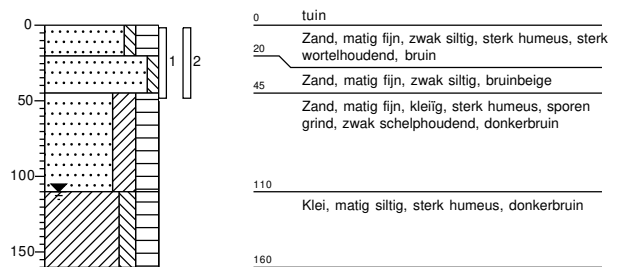 0
50
100
150
1
2
0 tuin
Zand, matig fijn, zwak siltig, sterk humeus, sterk
wortelhoudend, bruin
20
Zand, matig fijn, zwak siltig, bruinbeige
45
Zand, matig fijn, kleiïg, sterk humeus, sporen
grind, zwak schelphoudend, donkerbruin
110
Klei, matig siltig, sterk humeus, donkerbruin
160